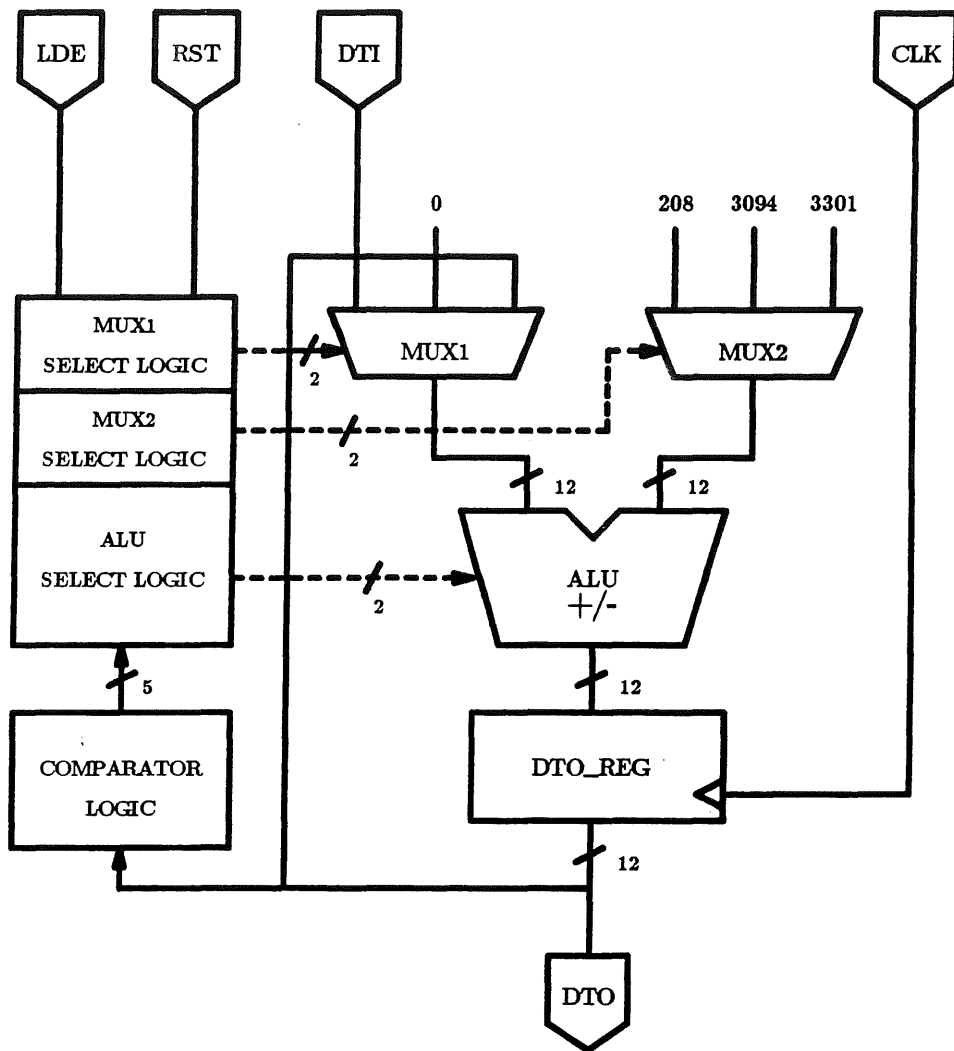 LDE RST DTI CLK
0 208 3094 3301
MUX1
SELECT LOGIC
2
MUX1
MUX2
MUX2
SELECT LOGIC
2
12 12
ALU
SELECT LOGIC
2
ALU
+/-
5
12
COMPARATOR
LOGIC
DTO_REG
12
DTO